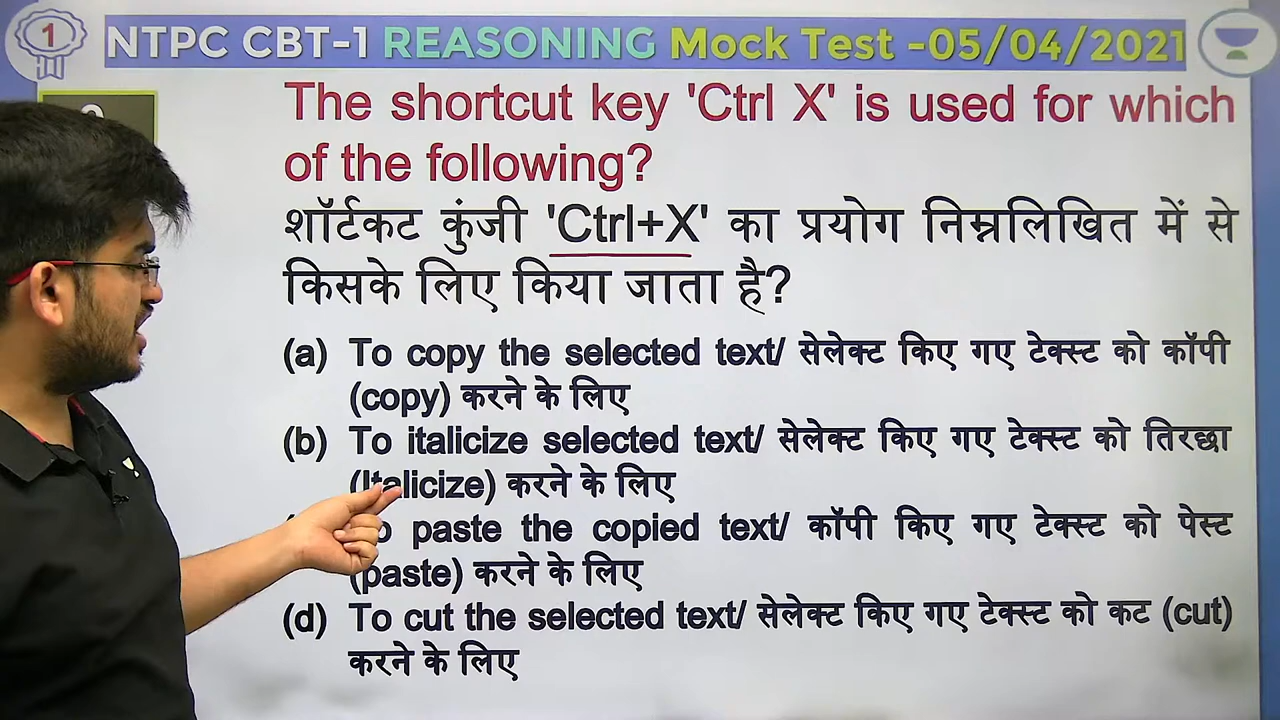 1
NTPC CBT-1 REASONING Mock Test -05/04/2021
The shortcut key 'Ctrl X' is used for which
of the following?
शॉर्टकट कुंजी 'Ctrl+X' का प्रयोग निम्नलिखित में से
किसके लिए किया जाता है?
(a) To copy the selected text/ सेलेक्ट किए गए टेक्स्ट को कॉपी
(copy) करने के लिए
(b) To italicize selected text/ सेलेक्ट किए गए टेक्स्ट को तिरछा
(Italicize) करने के लिए
paste the copied text/ कॉपी किए गए टेक्स्ट को पेस्ट
(paste) करने के लिए
(d) To cut the selected text/ सेलेक्ट किए गए टेक्स्ट को कट (cut)
करने के लिए